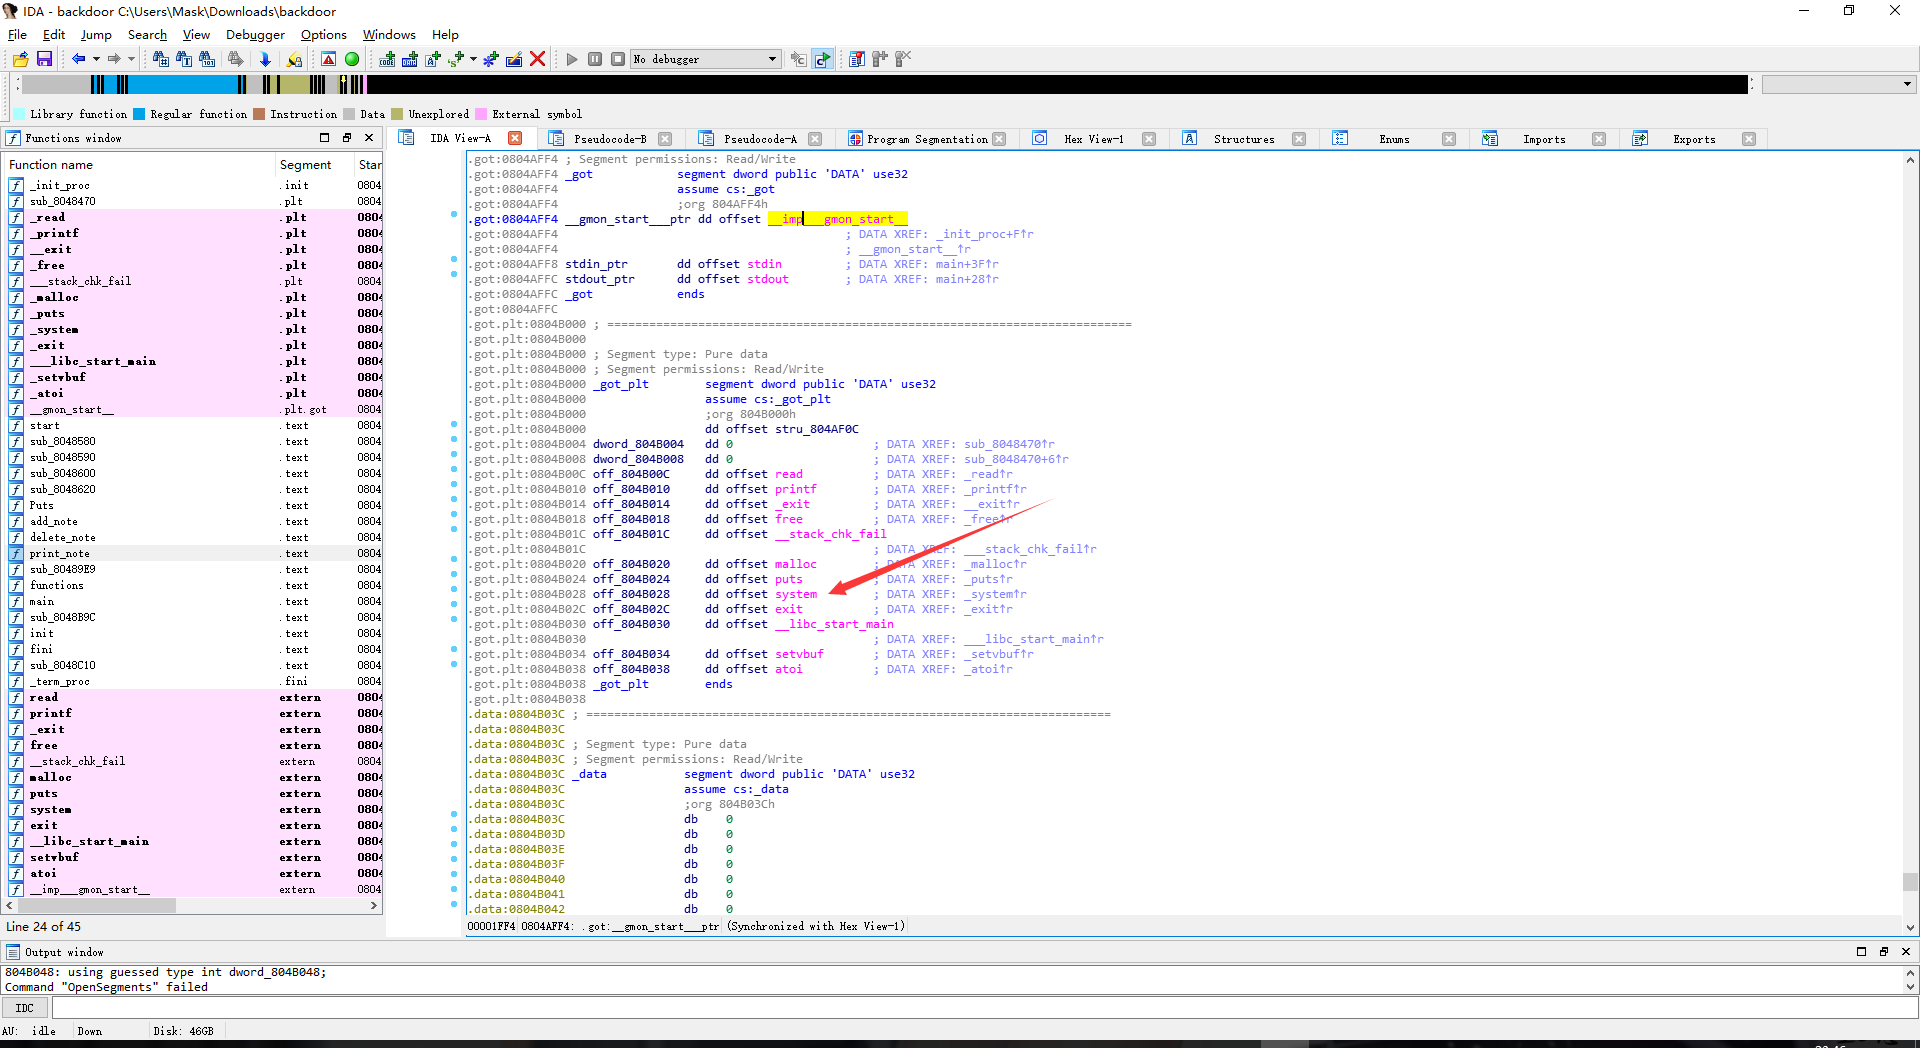 IDA - backdoor C:\Users\Mask\Downloads\backdoor
File Edit Jump Search View Debugger Options Windows Help
No debugger
Library function Regular function Instruction Data Unexplored External symbol
Functions window
IDA View-A Pseudocode-B Pseudocode-A Program Segmentation Hex View-1 Structures Enums Imports Exports
Function name Segment Star
_init_proc .init 0804
sub_8048470 .plt 0804
_read .plt 0804
_printf .plt 0804
__exit .plt 0804
_free .plt 0804
___stack_chk_fail .plt 0804
_malloc .plt 0804
_puts .plt 0804
_system .plt 0804
_exit .plt 0804
___libc_start_main .plt 0804
_setvbuf .plt 0804
_atoi .plt 0804
__gmon_start__ .plt.got 0804
start .text 0804
sub_8048580 .text 0804
sub_8048590 .text 0804
sub_8048600 .text 0804
sub_8048620 .text 0804
Puts .text 0804
add_note .text 0804
delete_note .text 0804
print_note .text 0804
sub_80489E9 .text 0804
functions .text 0804
main .text 0804
sub_8048B9C .text 0804
init .text 0804
fini .text 0804
sub_8048C10 .text 0804
_term_proc .fini 0804
read extern 0804
printf extern 0804
_exit extern 0804
free extern 0804
__stack_chk_fail extern 0804
malloc extern 0804
puts extern 0804
system extern 0804
exit extern 0804
__libc_start_main extern 0804
setvbuf extern 0804
atoi extern 0804
__imp___gmon_start__ extern 0804
Line 24 of 45
.got:0804AFF4 ; Segment permissions: Read/Write
.got:0804AFF4 _got segment dword public 'DATA' use32
.got:0804AFF4 assume cs:_got
.got:0804AFF4 ;org 804AFF4h
.got:0804AFF4 __gmon_start___ptr dd offset __imp___gmon_start__
.got:0804AFF4 ; DATA XREF: _init_proc+F↑r
.got:0804AFF4 ; __gmon_start__↑r
.got:0804AFF8 stdin_ptr dd offset stdin ; DATA XREF: main+3F↑r
.got:0804AFFC stdout_ptr dd offset stdout ; DATA XREF: main+28↑r
.got:0804AFFC _got ends
.got:0804AFFC
.got.plt:0804B000 ; ===========================================================================
.got.plt:0804B000
.got.plt:0804B000 ; Segment type: Pure data
.got.plt:0804B000 ; Segment permissions: Read/Write
.got.plt:0804B000 _got_plt segment dword public 'DATA' use32
.got.plt:0804B000 assume cs:_got_plt
.got.plt:0804B000 ;org 804B000h
.got.plt:0804B000 dd offset stru_804AF0C
.got.plt:0804B004 dword_804B004 dd 0 ; DATA XREF: sub_8048470↑r
.got.plt:0804B008 dword_804B008 dd 0 ; DATA XREF: sub_8048470+6↑r
.got.plt:0804B00C off_804B00C dd offset read ; DATA XREF: _read↑r
.got.plt:0804B010 off_804B010 dd offset printf ; DATA XREF: _printf↑r
.got.plt:0804B014 off_804B014 dd offset _exit ; DATA XREF: __exit↑r
.got.plt:0804B018 off_804B018 dd offset free ; DATA XREF: _free↑r
.got.plt:0804B01C off_804B01C dd offset __stack_chk_fail
.got.plt:0804B01C ; DATA XREF: ___stack_chk_fail↑r
.got.plt:0804B020 off_804B020 dd offset malloc ; DATA XREF: _malloc↑r
.got.plt:0804B024 off_804B024 dd offset puts ; DATA XREF: _puts↑r
.got.plt:0804B028 off_804B028 dd offset system ; DATA XREF: _system↑r
.got.plt:0804B02C off_804B02C dd offset exit ; DATA XREF: _exit↑r
.got.plt:0804B030 off_804B030 dd offset __libc_start_main
.got.plt:0804B030 ; DATA XREF: ___libc_start_main↑r
.got.plt:0804B034 off_804B034 dd offset setvbuf ; DATA XREF: _setvbuf↑r
.got.plt:0804B038 off_804B038 dd offset atoi ; DATA XREF: _atoi↑r
.got.plt:0804B038 _got_plt ends
.got.plt:0804B038
.data:0804B03C ; ===========================================================================
.data:0804B03C
.data:0804B03C ; Segment type: Pure data
.data:0804B03C ; Segment permissions: Read/Write
.data:0804B03C _data segment dword public 'DATA' use32
.data:0804B03C assume cs:_data
.data:0804B03C ;org 804B03Ch
.data:0804B03C db 0
.data:0804B03D db 0
.data:0804B03E db 0
.data:0804B03F db 0
.data:0804B040 db 0
.data:0804B041 db 0
.data:0804B042 db 0
00001FF4 0804AFF4: .got:__gmon_start___ptr (Synchronized with Hex View-1)
Output window
804B048: using guessed type int dword_804B048;
Command "OpenSegments" failed
IDC
AU: idle Down Disk: 46GB